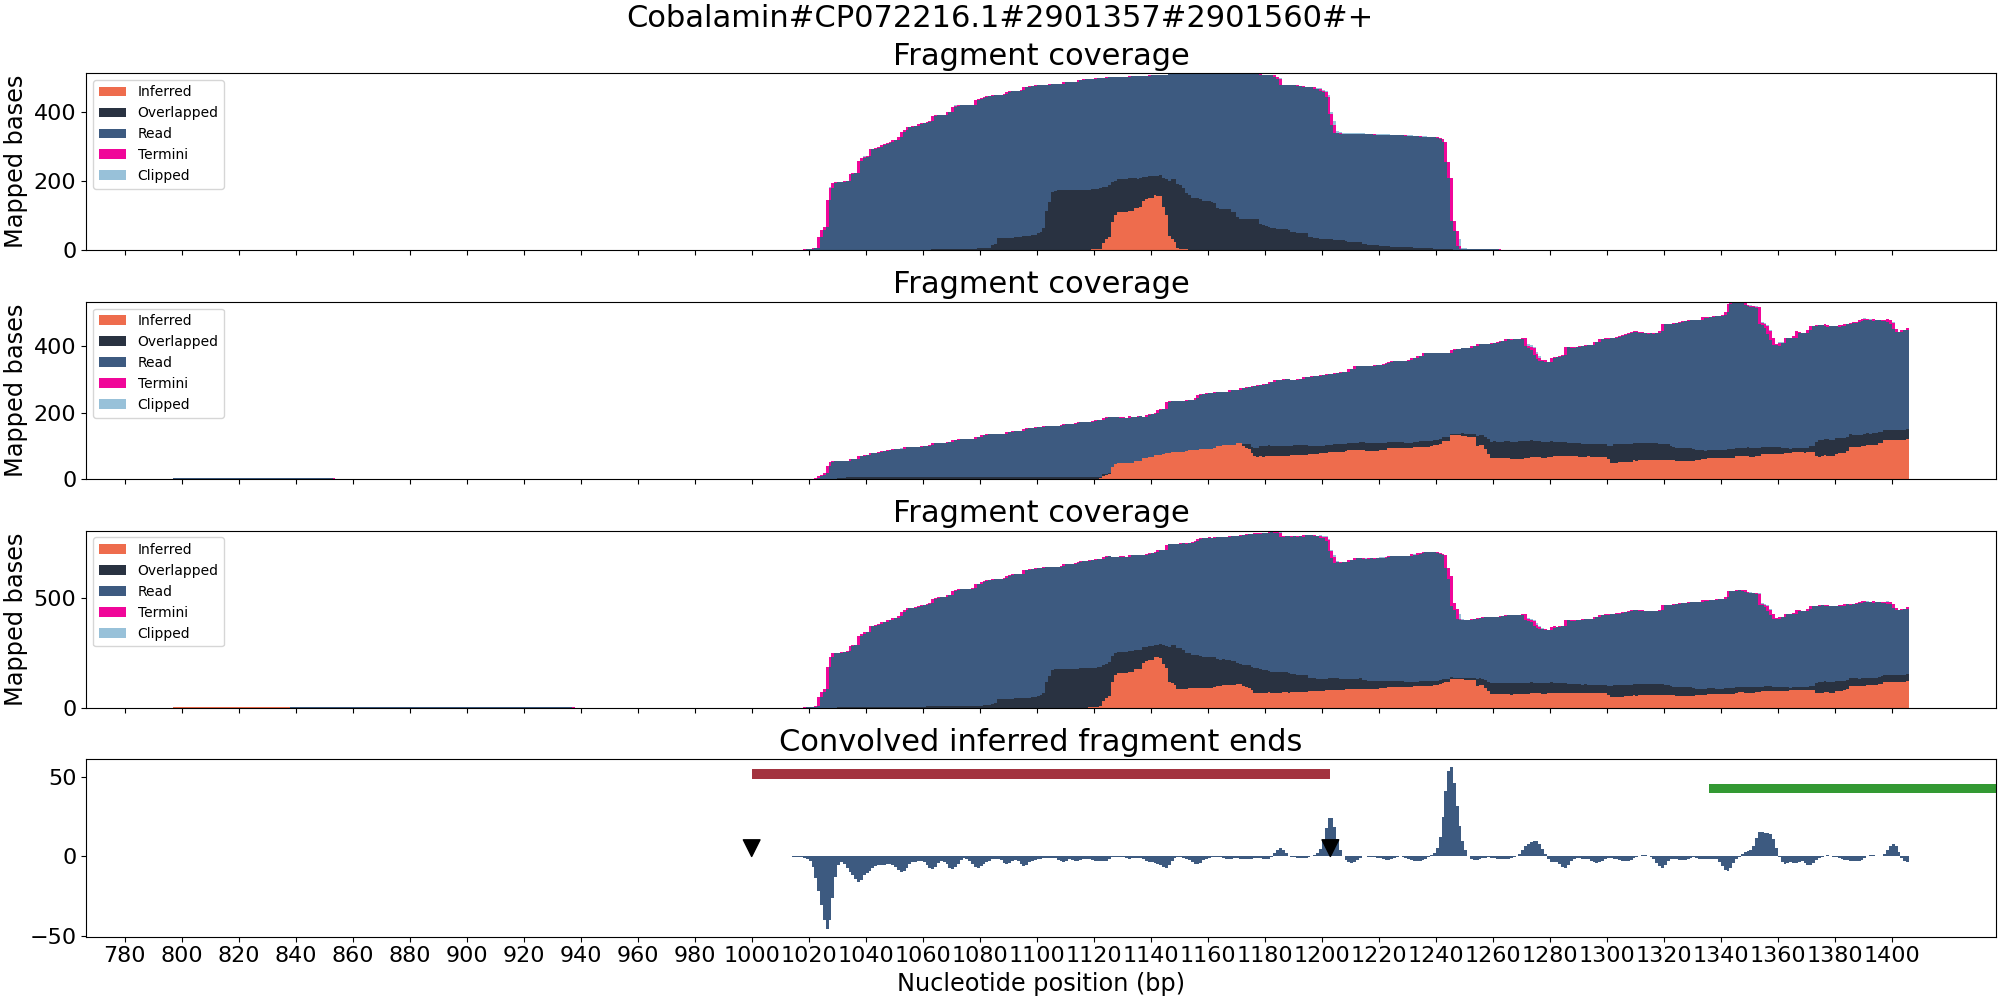 Cobalamin#CP072216.1#2901357#2901560#+
Fragment coverage
Mapped bases
400
200
0
Inferred
Overlapped
Read
Termini
Clipped
Fragment coverage
Mapped bases
400
200
0
Inferred
Overlapped
Read
Termini
Clipped
Fragment coverage
Mapped bases
500
0
Inferred
Overlapped
Read
Termini
Clipped
Convolved inferred fragment ends
50
0
−50
780 800 820 840 860 880 900 920 940 960 980 1000 1020 1040 1060 1080 1100 1120 1140 1160 1180 1200 1220 1240 1260 1280 1300 1320 1340 1360 1380 1400
Nucleotide position (bp)